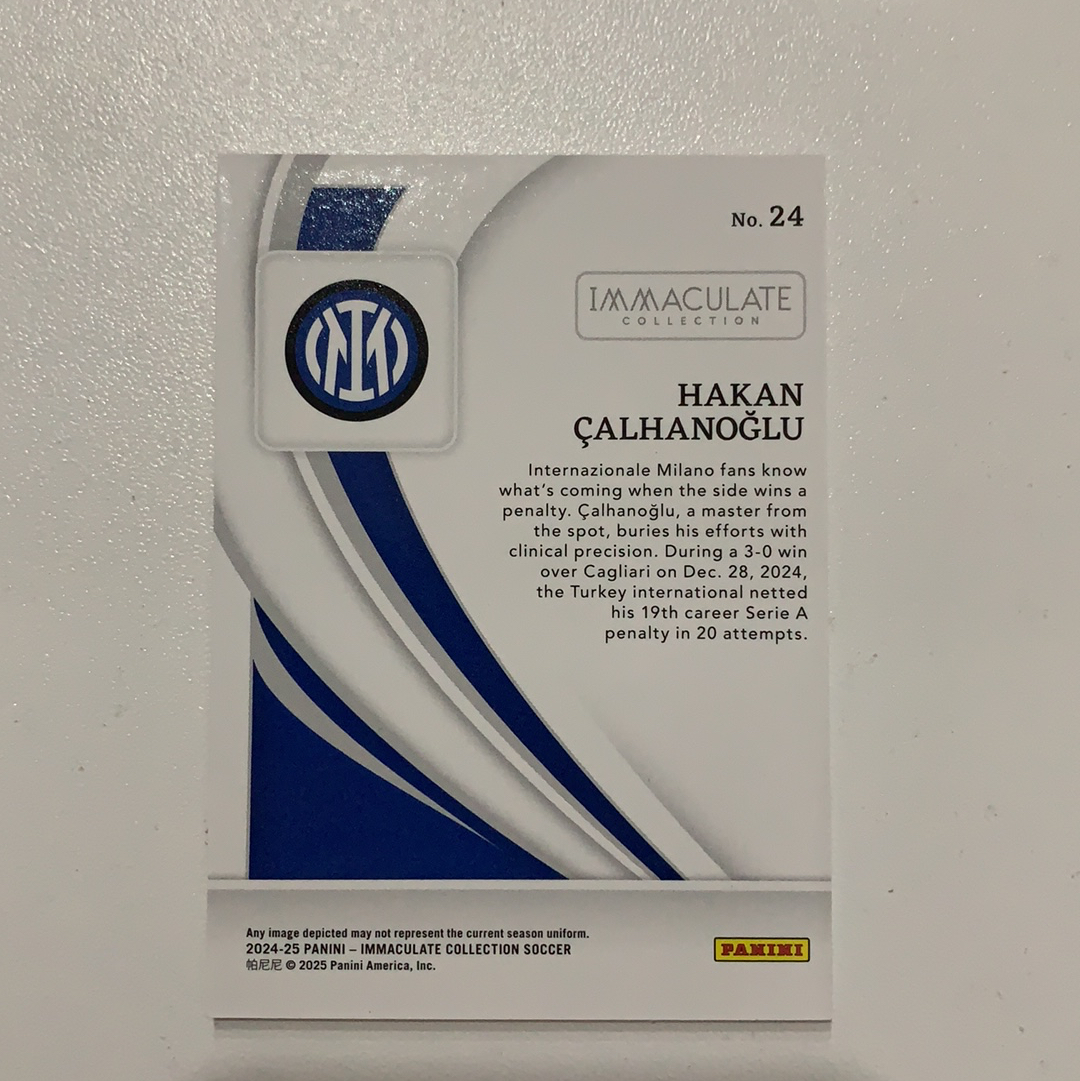 No. 24
IMMACULATE
COLLECTION
HAKAN
ÇALHANOĞLU
Internazionale Milano fans know
what's coming when the side wins a
penalty. Çalhanoğlu, a master from
the spot, buries his efforts with
clinical precision. During a 3-0 win
over Cagliari on Dec. 28, 2024,
the Turkey international netted
his 19th career Serie A
penalty in 20 attempts.
Any image depicted may not represent the current season uniform.
2024-25 PANINI – IMMACULATE COLLECTION SOCCER
帕尼尼 © 2025 Panini America, Inc.
PANINI